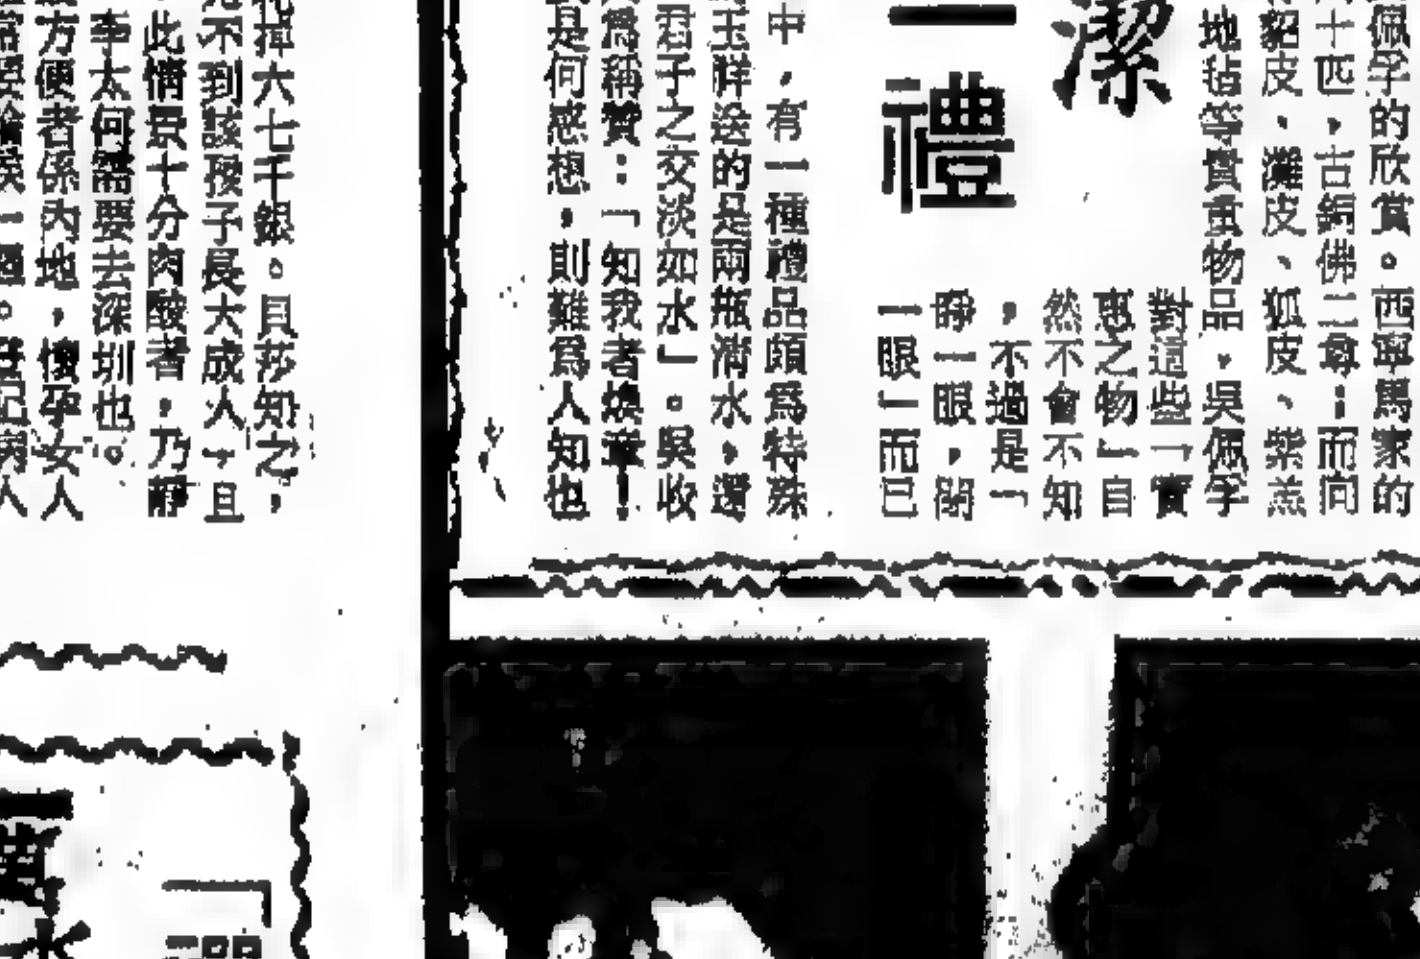 佩孚的欣賞。西寧馬家的
十匹，古銅佛二尊；而向
貂皮、灘皮、狐皮、紫羔
地毡等貴重物品，吳佩孚
對這些「寶
惠之物」自
然不會不知
，不過是「
睜一眼，閉
一眼」而已
潔
一禮
中，有一種禮品頗爲特殊
玉祥送的是兩瓶清水，還
君子之交淡如水」。吳收
爲稱贊：「知我者煥章！
是何感想，則難爲人知也
掉六七千銀。貝莎知之，
不到該孩子長大成人，且
此情景十分肉酸者，乃靜
李太何需要去深圳也。
方便者係內地，懷孕女人
水